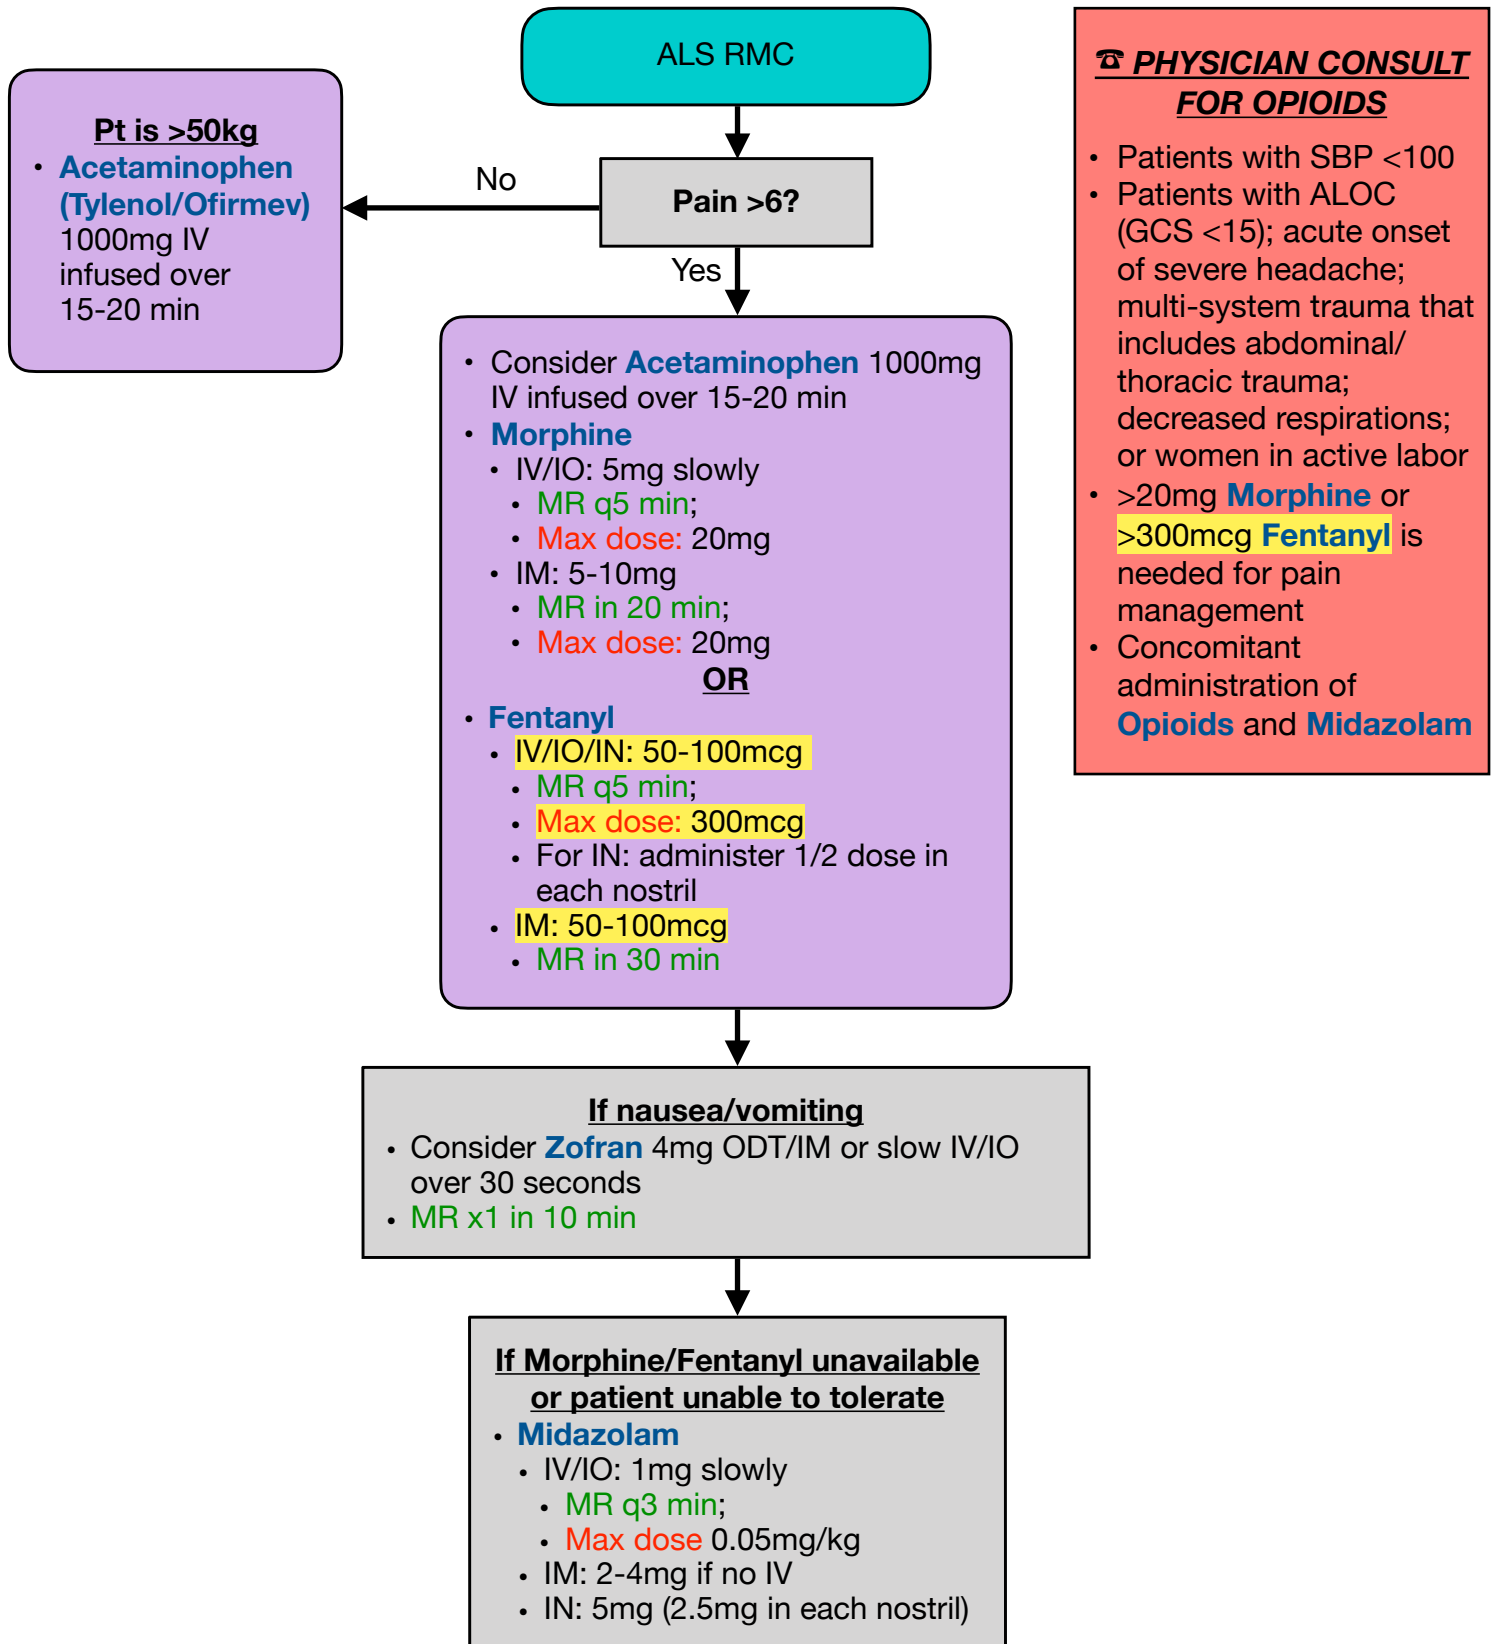 ALS RMC
Pain >6?
No
Yes
Pt is >50kg
• Acetaminophen
(Tylenol/Ofirmev)
1000mg IV
infused over
15-20 min
• Consider Acetaminophen 1000mg
IV infused over 15-20 min
• Morphine
• IV/IO: 5mg slowly
• MR q5 min;
• Max dose: 20mg
• IM: 5-10mg
• MR in 20 min;
• Max dose: 20mg
OR
• Fentanyl
• IV/IO/IN: 50-100mcg
• MR q5 min;
• Max dose: 300mcg
• For IN: administer 1/2 dose in
each nostril
• IM: 50-100mcg
• MR in 30 min
If nausea/vomiting
• Consider Zofran 4mg ODT/IM or slow IV/IO
over 30 seconds
• MR x1 in 10 min
If Morphine/Fentanyl unavailable
or patient unable to tolerate
• Midazolam
• IV/IO: 1mg slowly
• MR q3 min;
• Max dose 0.05mg/kg
• IM: 2-4mg if no IV
• IN: 5mg (2.5mg in each nostril)
☎ PHYSICIAN CONSULT
FOR OPIOIDS
• Patients with SBP <100
• Patients with ALOC
(GCS <15); acute onset
of severe headache;
multi-system trauma that
includes abdominal/
thoracic trauma;
decreased respirations;
or women in active labor
• >20mg Morphine or
>300mcg Fentanyl is
needed for pain
management
• Concomitant
administration of
Opioids and Midazolam